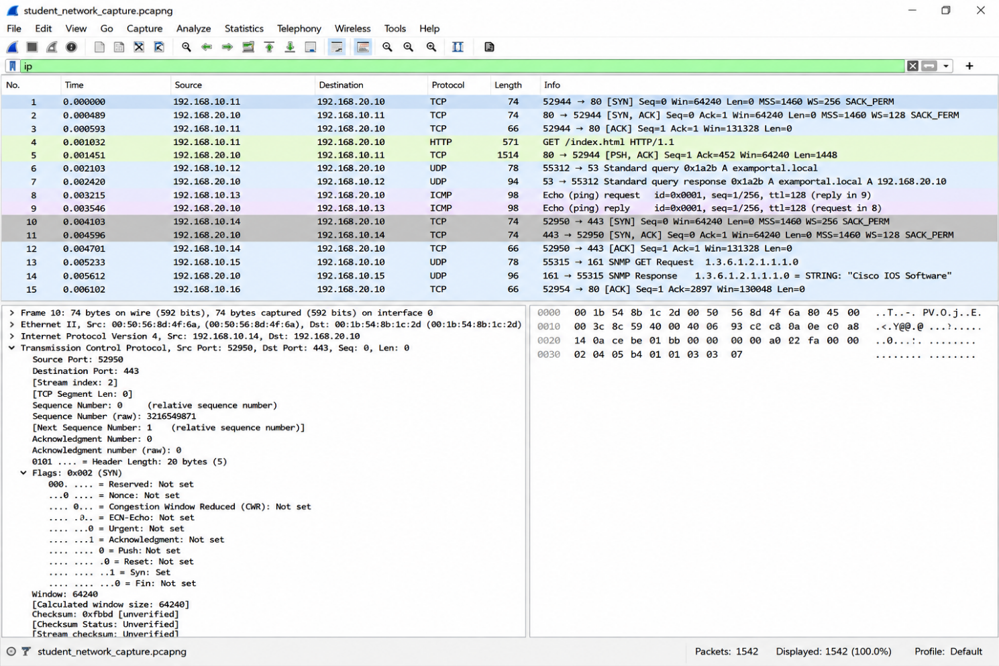 student_network_capture.pcapng
File Edit View Go Capture Analyze Statistics Telephony Wireless Tools Help
ip
No. Time Source Destination Protocol Length Info
1 0.000000 192.168.10.11 192.168.20.10 TCP 74 52944 → 80 [SYN] Seq=0 Win=64240 Len=0 MSS=1460 WS=256 SACK_PERM
2 0.000489 192.168.20.10 192.168.10.11 TCP 74 80 → 52944 [SYN, ACK] Seq=0 Ack=1 Win=64240 Len=0 MSS=1460 WS=128 SACK_FERM
3 0.000593 192.168.10.11 192.168.20.10 TCP 66 52944 → 80 [ACK] Seq=1 Ack=1 Win=131328 Len=0
4 0.001032 192.168.10.11 192.168.20.10 HTTP 571 GET /index.html HTTP/1.1
5 0.001451 192.168.20.10 192.168.10.11 TCP 1514 80 → 52944 [PSH, ACK] Seq=1 Ack=452 Win=64240 Len=1448
6 0.002103 192.168.10.12 192.168.20.10 UDP 78 55312 → 53 Standard query 0x1a2b A examportal.local
7 0.002420 192.168.20.10 192.168.10.12 UDP 94 53 → 55312 Standard query response 0x1a2b A examportal.local A 192.168.20.10
8 0.003215 192.168.10.13 192.168.20.10 ICMP 98 Echo (ping) request id=0x0001, seq=1/256, ttl=128 (reply in 9)
9 0.003546 192.168.20.10 192.168.10.13 ICMP 98 Echo (ping) reply id=0x0001, seq=1/256, ttl=128 (request in 8)
10 0.004103 192.168.10.14 192.168.20.10 TCP 74 52950 → 443 [SYN] Seq=0 Win=64240 Len=0 MSS=1460 WS=256 SACK_PERM
11 0.004596 192.168.20.10 192.168.10.14 TCP 74 443 → 52950 [SYN, ACK] Seq=0 Ack=1 Win=64240 Len=0 MSS=1460 WS=128 SACK_PERM
12 0.004701 192.168.10.14 192.168.20.10 TCP 66 52950 → 443 [ACK] Seq=1 Ack=1 Win=131328 Len=0
13 0.005233 192.168.10.15 192.168.20.10 UDP 78 55315 → 161 SNMP GET Request 1.3.6.1.2.1.1.1.0
14 0.005612 192.168.20.10 192.168.10.15 UDP 96 161 → 55315 SNMP Response 1.3.6.1.2.1.1.1.0 = STRING: "Cisco IOS Software"
15 0.006102 192.168.10.16 192.168.20.10 TCP 66 52954 → 80 [ACK] Seq=1 Ack=2897 Win=130048 Len=0
Frame 10: 74 bytes on wire (592 bits), 74 bytes captured (592 bits) on interface 0
Ethernet II, Src: 00:50:56:8d:4f:6a, (00:50:56:8d:4f:6a), Dst: 00:1b:54:8b:1c:2d (00:1b:54:8b:1c:2d)
Internet Protocol Version 4, Src: 192.168.10.14, Dst: 192.168.20.10
Transmission Control Protocol, Src Port: 52950, Dst Port: 443, Seq: 0, Len: 0
Source Port: 52950
Destination Port: 443
[Stream index: 2]
[TCP Segment Len: 0]
Sequence Number: 0 (relative sequence number)
Sequence Number (raw): 3216549871
[Next Sequence Number: 1 (relative sequence number)]
Acknowledgment Number: 0
Acknowledgment number (raw): 0
0101 .... = Header Length: 20 bytes (5)
Flags: 0x002 (SYN)
000. .... = Reserved: Not set
...0 .... = Nonce: Not set
.... 0... = Congestion Window Reduced (CWR): Not set
.... .0.. = ECN-Echo: Not set
.... ...0 = Urgent: Not set
.... ...1 = Acknowledgment: Not set
.... .... 0 = Push: Not set
.... .... .0 = Reset: Not set
.... .... ..1 = Syn: Set
.... .... ...0 = Fin: Not set
Window: 64240
[Calculated window size: 64240]
Checksum: 0xfbbd [unverified]
[Checksum Status: Unverified]
[Stream checksum: Unverified]
0000 00 1b 54 8b 1c 2d 00 50 56 8d 4f 6a 80 45 00 ..T..-. PV.O.j..E.
0010 00 3c 8c 59 40 00 40 06 93 c2 c8 0a 0e c0 a8 .<.Y@@.@ ...?.....
0020 14 0a ce be 01 bb 00 00 00 00 a0 22 fa 00 00 ..0...:. ........
0030 02 04 05 b4 01 01 03 03 07 ........ ........
student_network_capture.pcapng
Packets: 1542 Displayed: 1542 (100.0%) Profile: Default